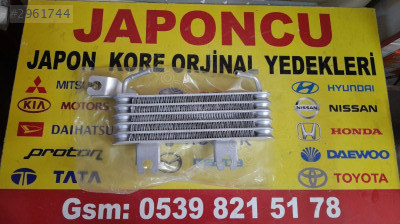 2961744
JAPONCU
JAPON KORE ORJİNAL YEDEKLERİ
MITSU
HYUNDAI
KIA MOTORS
NISSAN
NISSAN
DAIHATSU
HONDA
proton
DAEWOO
TATA
TOYOTA
Gsm: 0539 821 51 78